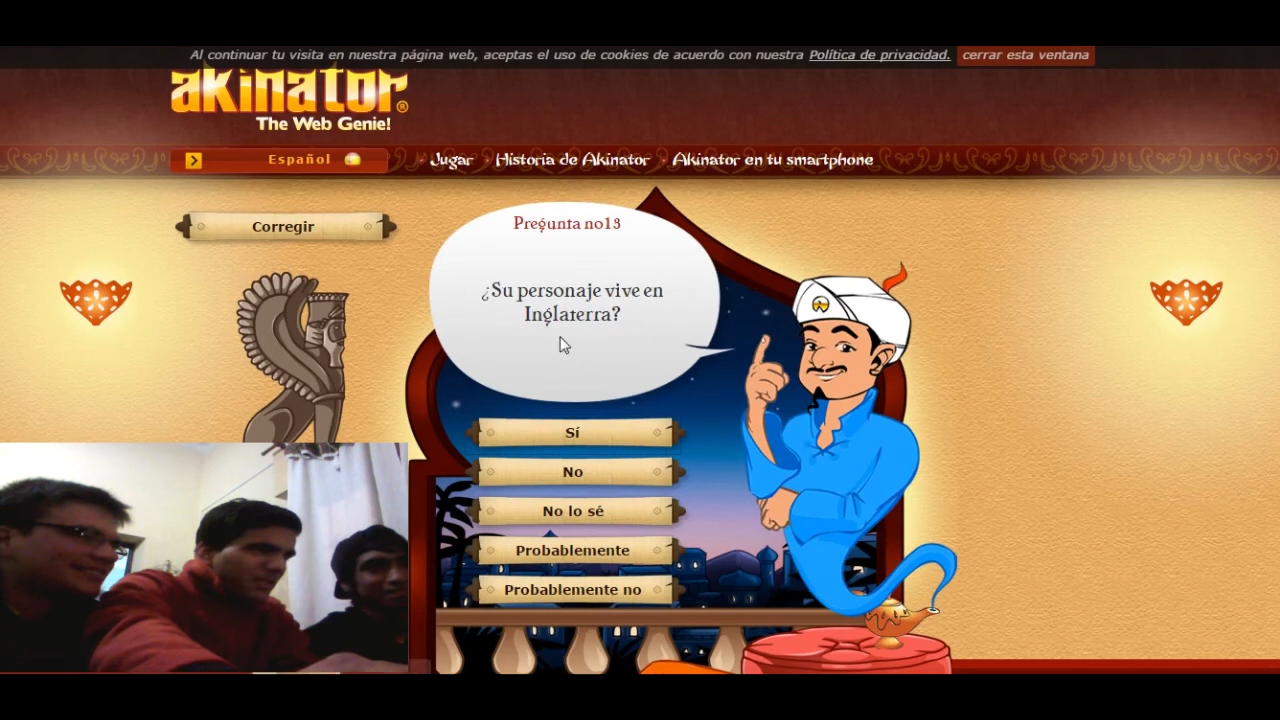 Al continuar tu visita en nuestra página web, aceptas el uso de cookies de acuerdo con nuestra Política de privacidad. cerrar esta ventana
akinator®
The Web Genie!
Español
Jugar Historia de Akinator Akinator en tu smartphone
Corregir
Pregunta no13
¿Su personaje vive en
Inglaterra?
Sí
No
No lo sé
Probablemente
Probablemente no